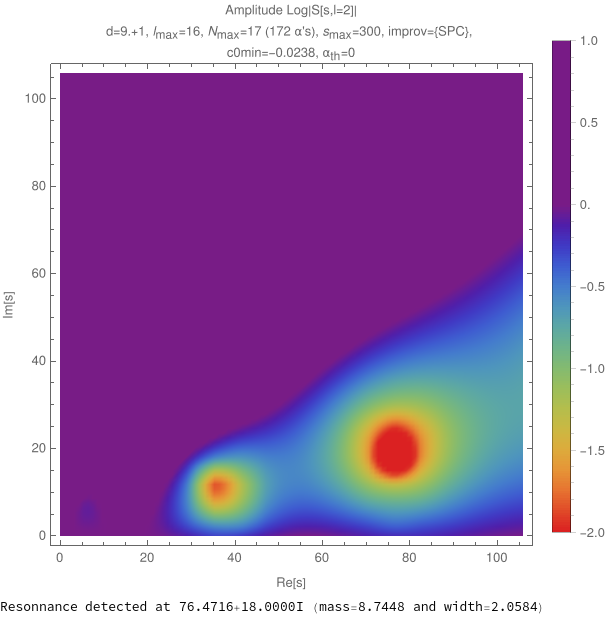 Amplitude Log|S[s,l=2]|
d=9.+1, lmax=16, Nmax=17 (172 α's), smax=300, improv={SPC},
c0min=−0.0238, αth=0
100
80
60
40
20
0
Im[s]
0 20 40 60 80 100
Re[s]
1.0
0.5
0.
−0.5
−1.0
−1.5
−2.0
Resonnance detected at 76.4716+18.0000I (mass=8.7448 and width=2.0584)